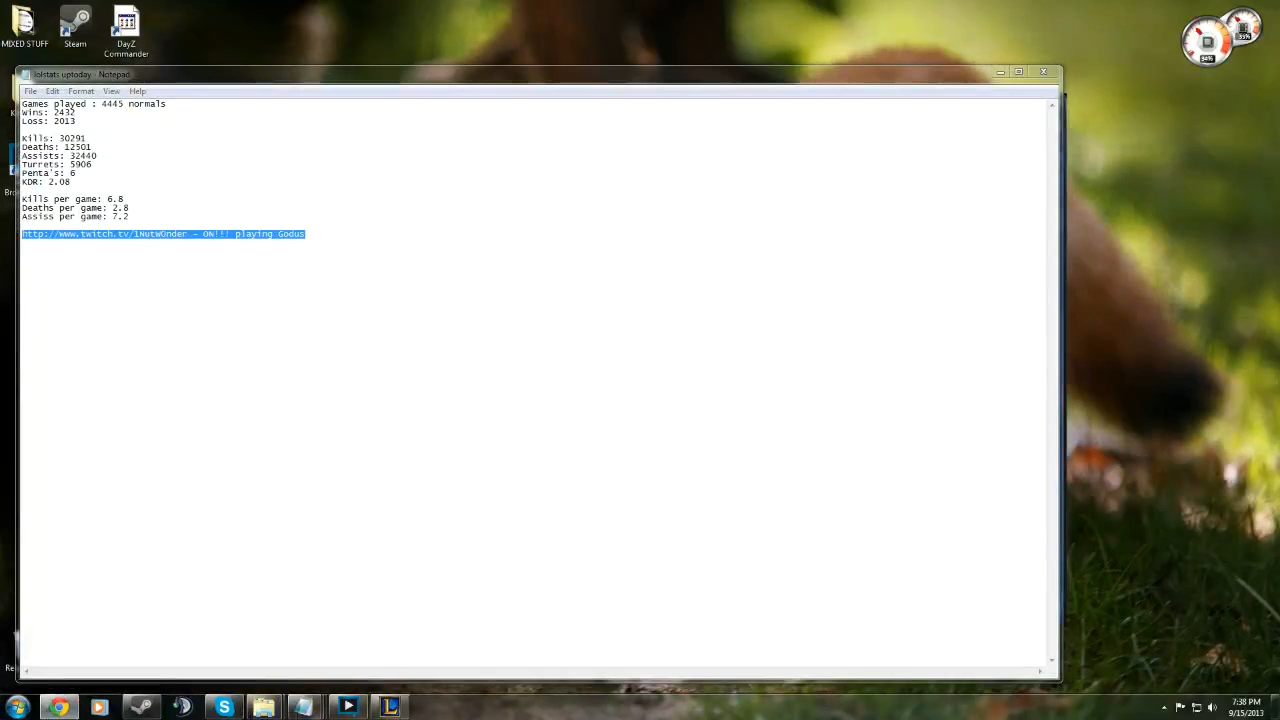 MIXED STUFF
Steam
DayZ
Commander
34%
33%
lolstats uptoday - Notepad
File Edit Format View Help
Games played : 4445 normals
Wins: 2432
Loss: 2013
Kills: 30291
Deaths: 12501
Assists: 32440
Turrets: 5906
Penta's: 6
KDR: 2.08
Kills per game: 6.8
Deaths per game: 2.8
Assiss per game: 7.2
http://www.twitch.tv/1NutW0nder - ON!!! playing Godus
7:38 PM
9/15/2013